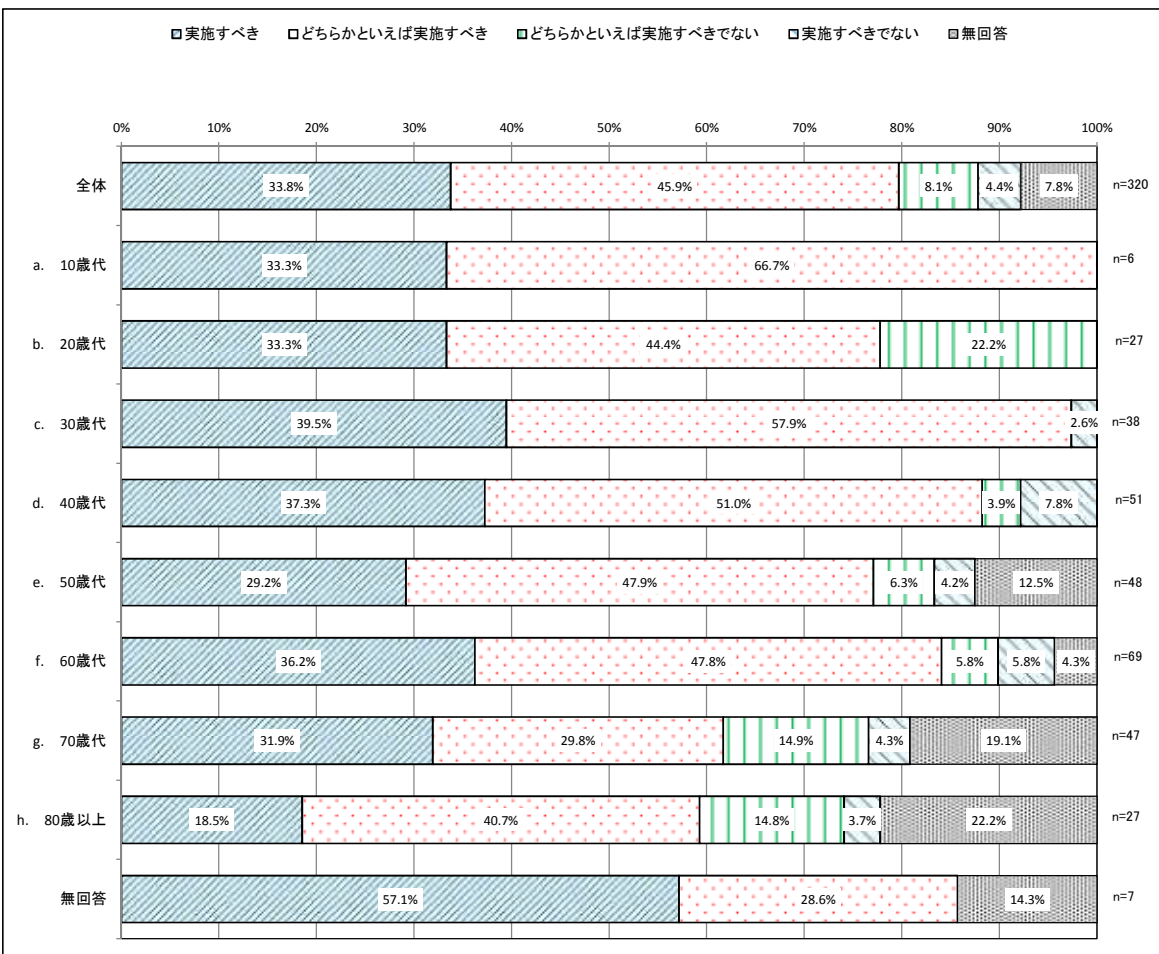 実施すべき どちらかといえば実施すべき どちらかといえば実施すべきでない 実施すべきでない 無回答
0% 10% 20% 30% 40% 50% 60% 70% 80% 90% 100%
全体 33.8% 45.9% 8.1% 4.4% 7.8% n=320
a. 10歳代 33.3% 66.7% n=6
b. 20歳代 33.3% 44.4% 22.2% n=27
c. 30歳代 39.5% 57.9% 2.6% n=38
d. 40歳代 37.3% 51.0% 3.9% 7.8% n=51
e. 50歳代 29.2% 47.9% 6.3% 4.2% 12.5% n=48
f. 60歳代 36.2% 47.8% 5.8% 5.8% 4.3% n=69
g. 70歳代 31.9% 29.8% 14.9% 4.3% 19.1% n=47
h. 80歳以上 18.5% 40.7% 14.8% 3.7% 22.2% n=27
無回答 57.1% 28.6% 14.3% n=7